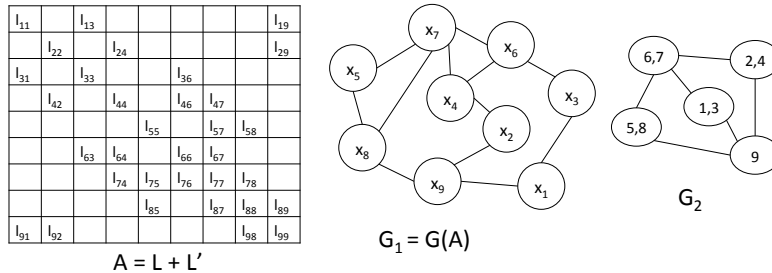 l11 l13 l19
l22 l24 l29
l31 l33 l36
l42 l44 l46 l47
l55 l57 l58
l63 l64 l66 l67
l74 l75 l76 l77 l78
l85 l87 l88 l89
l91 l92 l98 l99
A = L + L’
x7
x6
x5
x3
x4
x2
x8
x9
x1
G1 = G(A)
6,7
2,4
1,3
5,8
9
G2